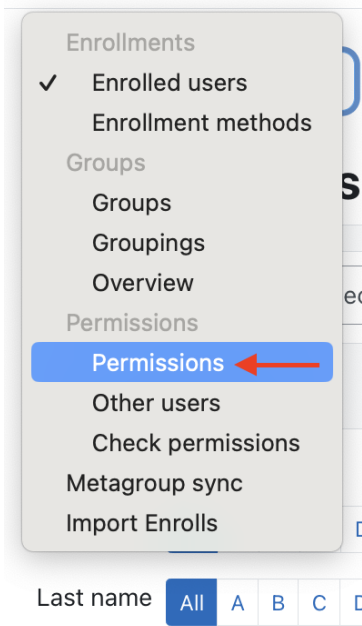 Enrollments
✓ Enrolled users
Enrollment methods
Groups
Groups
Groupings
Overview
Permissions
Permissions
Other users
Check permissions
Metagroup sync
Import Enrolls
Last name All A B C